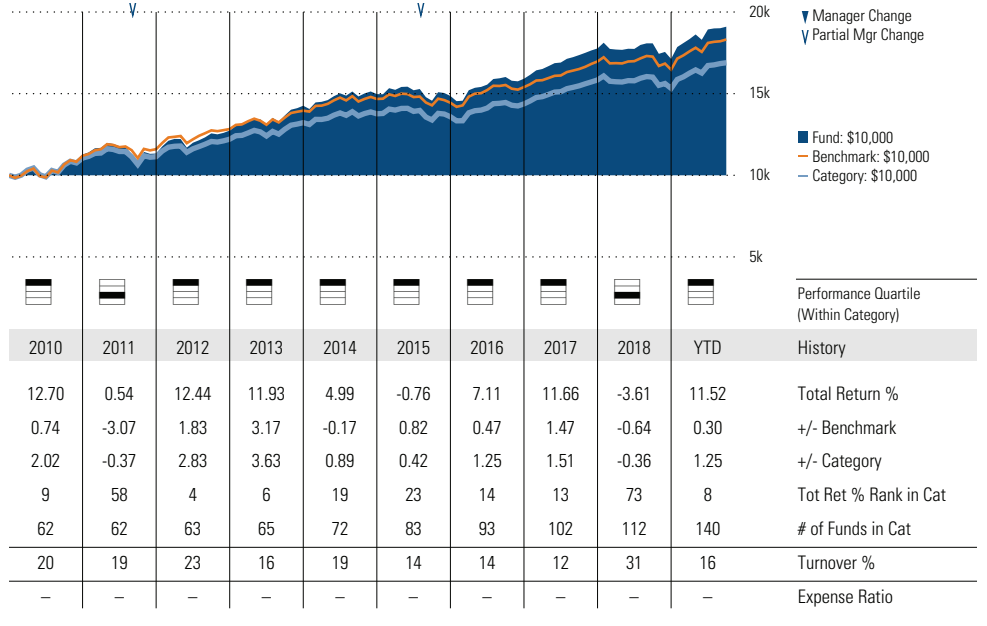 20k
Manager Change
Partial Mgr Change
15k
Fund: $10,000
Benchmark: $10,000
10k
Category: $10,000
5k
Performance Quartile
(Within Category)
2010 2011 2012 2013 2014 2015 2016 2017 2018 YTD History
12.70 0.54 12.44 11.93 4.99 -0.76 7.11 11.66 -3.61 11.52 Total Return %
0.74 -3.07 1.83 3.17 -0.17 0.82 0.47 1.47 -0.64 0.30 +/- Benchmark
2.02 -0.37 2.83 3.63 0.89 0.42 1.25 1.51 -0.36 1.25 +/- Category
9 58 4 6 19 23 14 13 73 8 Tot Ret % Rank in Cat
62 62 63 65 72 83 93 102 112 140 # of Funds in Cat
20 19 23 16 19 14 14 12 31 16 Turnover %
– – – – – – – – – – Expense Ratio